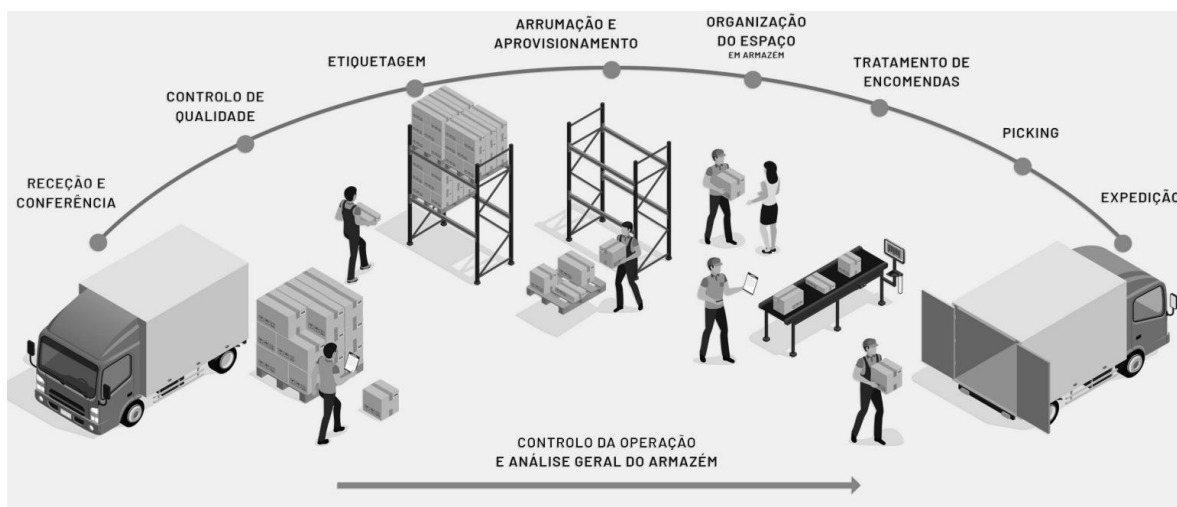 RECEÇÃO E
CONFERÊNCIA
CONTROLO DE
QUALIDADE
ETIQUETAGEM
ARRUMAÇÃO E
APROVISIONAMENTO
ORGANIZAÇÃO
DO ESPAÇO
EM ARMAZÉM
TRATAMENTO DE
ENCOMENDAS
PICKING
EXPEDIÇÃO
CONTROLO DA OPERAÇÃO
E ANÁLISE GERAL DO ARMAZÉM